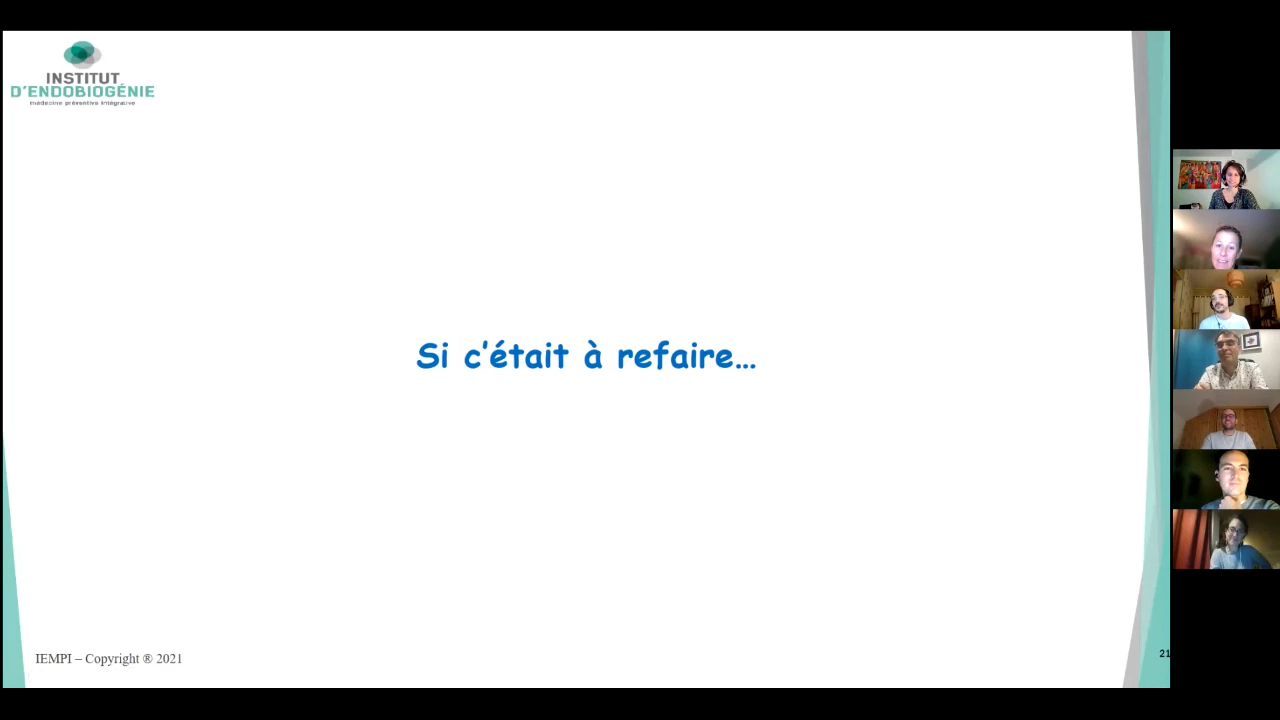 INSTITUT
D'ENDOBIOGÉNIE
médecine préventive intégrative
Si c'était à refaire...
IEMPI – Copyright ® 2021
21